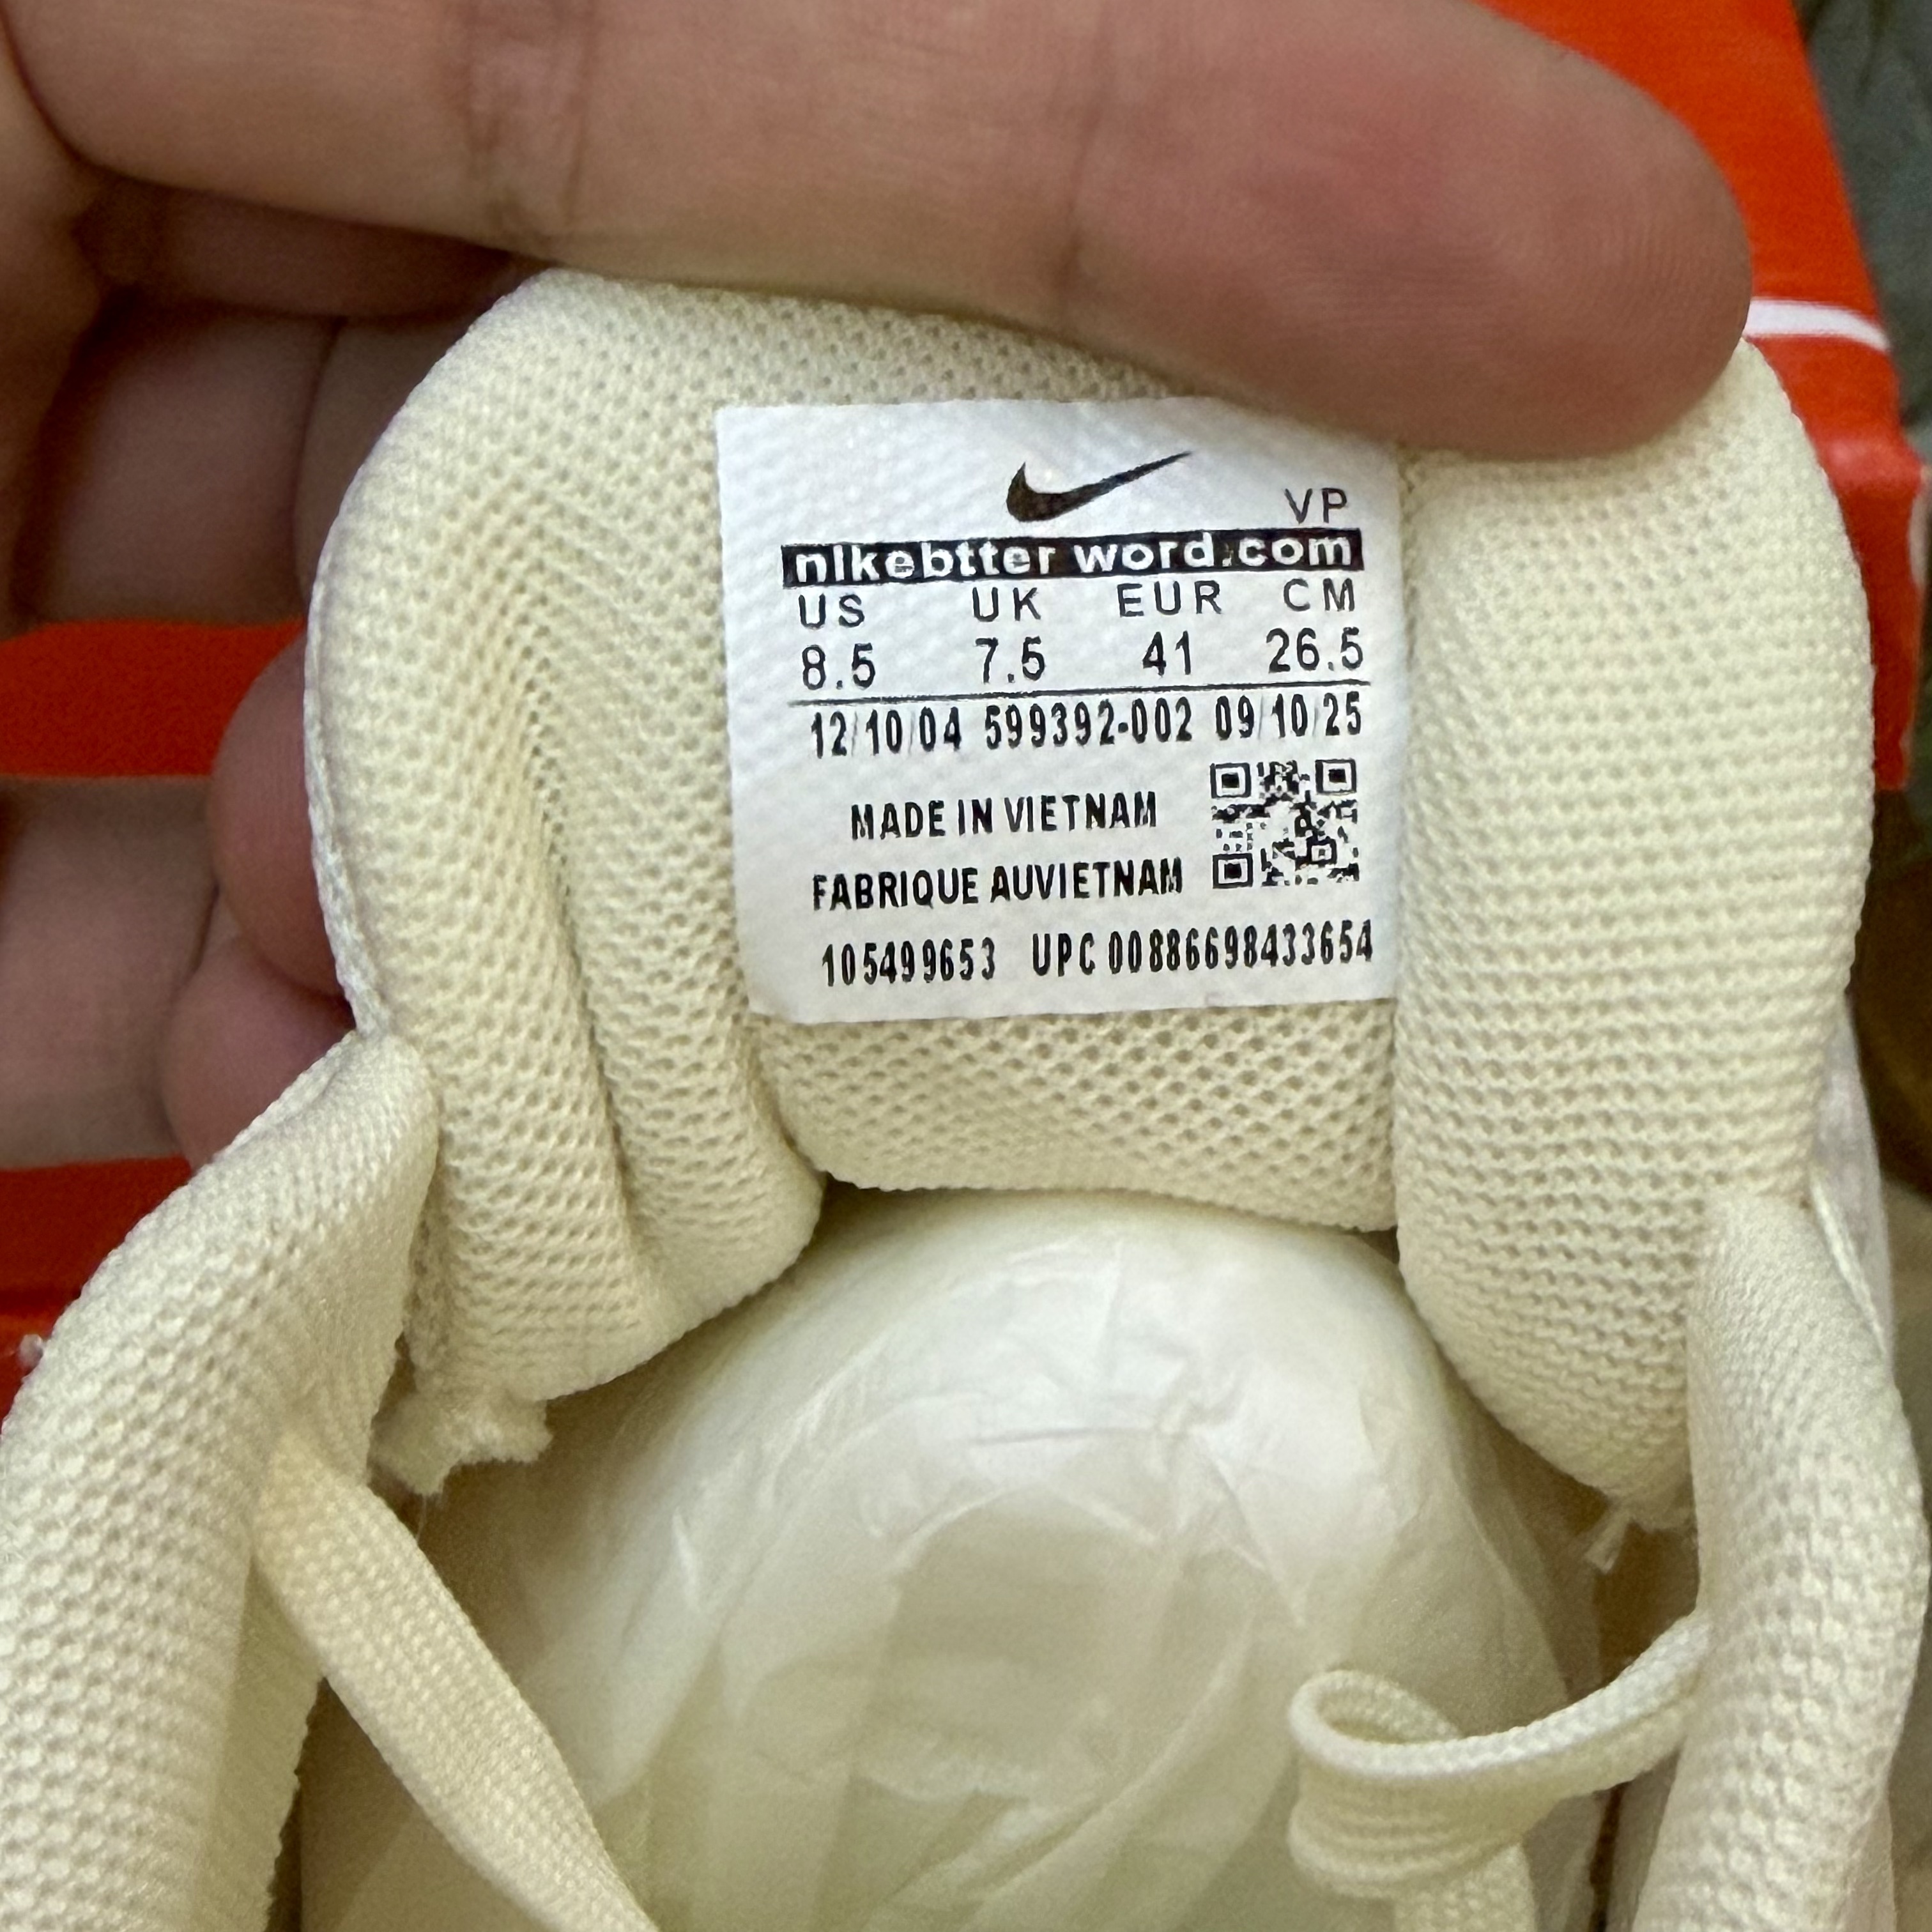 VP
nlkebtter word.com
US UK EUR CM
8.5 7.5 41 26.5
12/10/04 599392-002 09/10/25
MADE IN VIETNAM
FABRIQUE AUVIETNAM
105499653 UPC 00886698433654